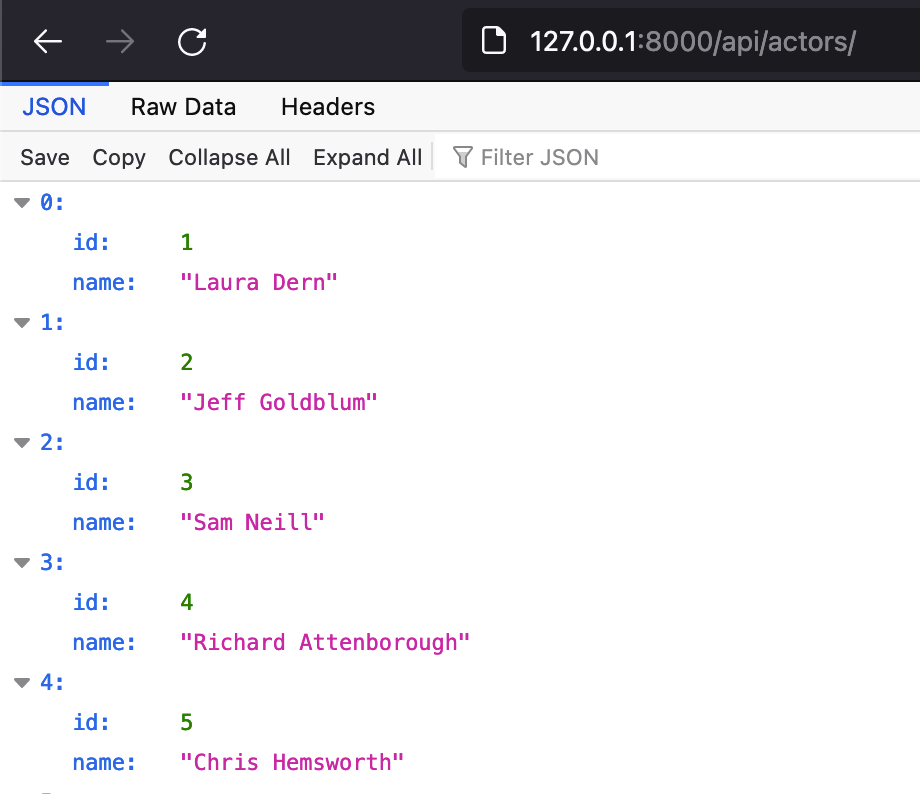 127.0.0.1:8000/api/actors/
JSON Raw Data Headers
Save Copy Collapse All Expand All Filter JSON
0:
id: 1
name: "Laura Dern"
1:
id: 2
name: "Jeff Goldblum"
2:
id: 3
name: "Sam Neill"
3:
id: 4
name: "Richard Attenborough"
4:
id: 5
name: "Chris Hemsworth"